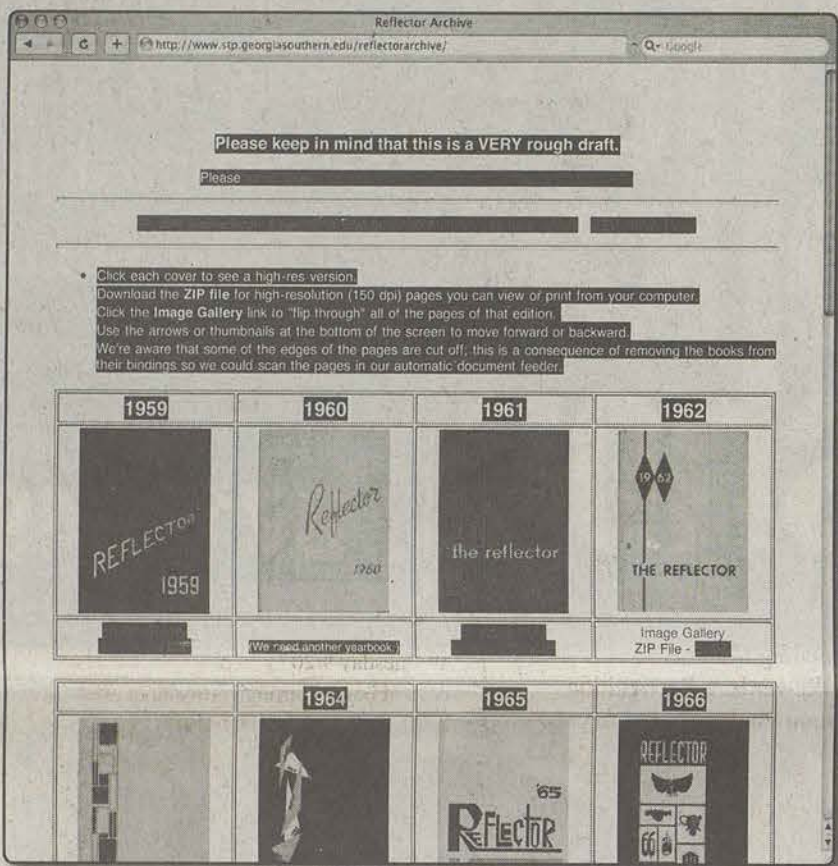 Reflector Archive
http://www.stp.georgiasouthern.edu/reflectorarchive/
Google
Please keep in mind that this is a VERY rough draft.
Please
• Click each cover to see a high-res version.
Download the ZIP file for high-resolution (150 dpi) pages you can view of print from your computer.
Click the Image Gallery link to "flip through" all of the pages of that edition.
Use the arrows or thumbnails at the bottom of the screen to move forward or backward.
We're aware that some of the edges of the pages are cut off; this is a consequence of removing the books from
their bindings so we could scan the pages in our automatic document feeder.
1959 1960 1961 1962
REFLECTOR
1959
Reflector
1960
the reflector
19 62
THE REFLECTOR
(We need another yearbook.)
Image Gallery
ZIP File -
1964 1965 1966
'65
REFLECTOR
REFLECTOR
66